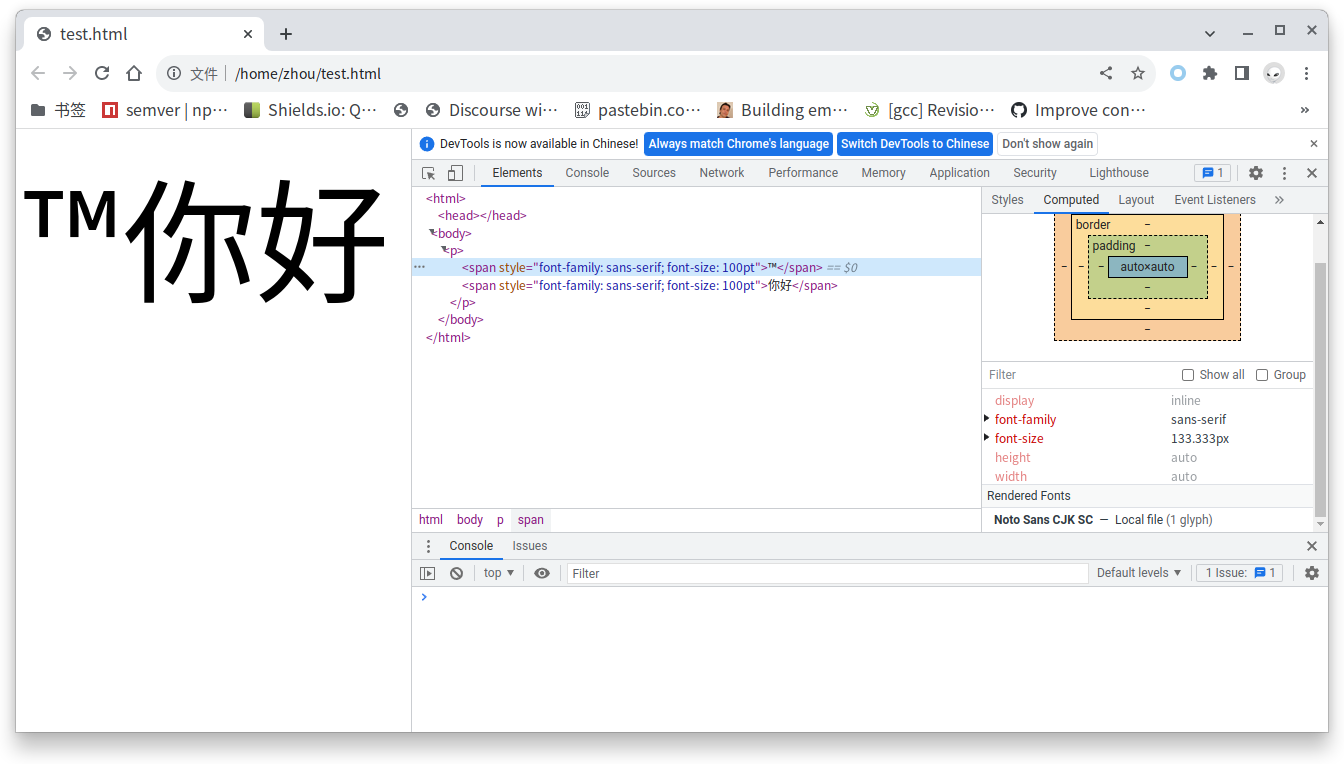 test.html
文件 /home/zhou/test.html
书签 semver | np… Shields.io: Q… Discourse wi… pastebin.co… Building em… [gcc] Revisio… Improve con… »
™你好
DevTools is now available in Chinese! Always match Chrome's language Switch DevTools to Chinese Don't show again
Elements Console Sources Network Performance Memory Application Security Lighthouse 1
<html>
<head></head>
<body>
<p>
<span style="font-family: sans-serif; font-size: 100pt">™</span> == $0
<span style="font-family: sans-serif; font-size: 100pt">你好</span>
</p>
</body>
</html>
html body p span
Styles Computed Layout Event Listeners »
border –
padding –
– – – auto×auto – – –
–
–
–
Filter Show all Group
display inline
font-family sans-serif
font-size 133.333px
height auto
width auto
Rendered Fonts
Noto Sans CJK SC — Local file (1 glyph)
Console Issues
top Filter Default levels 1 Issue: 1